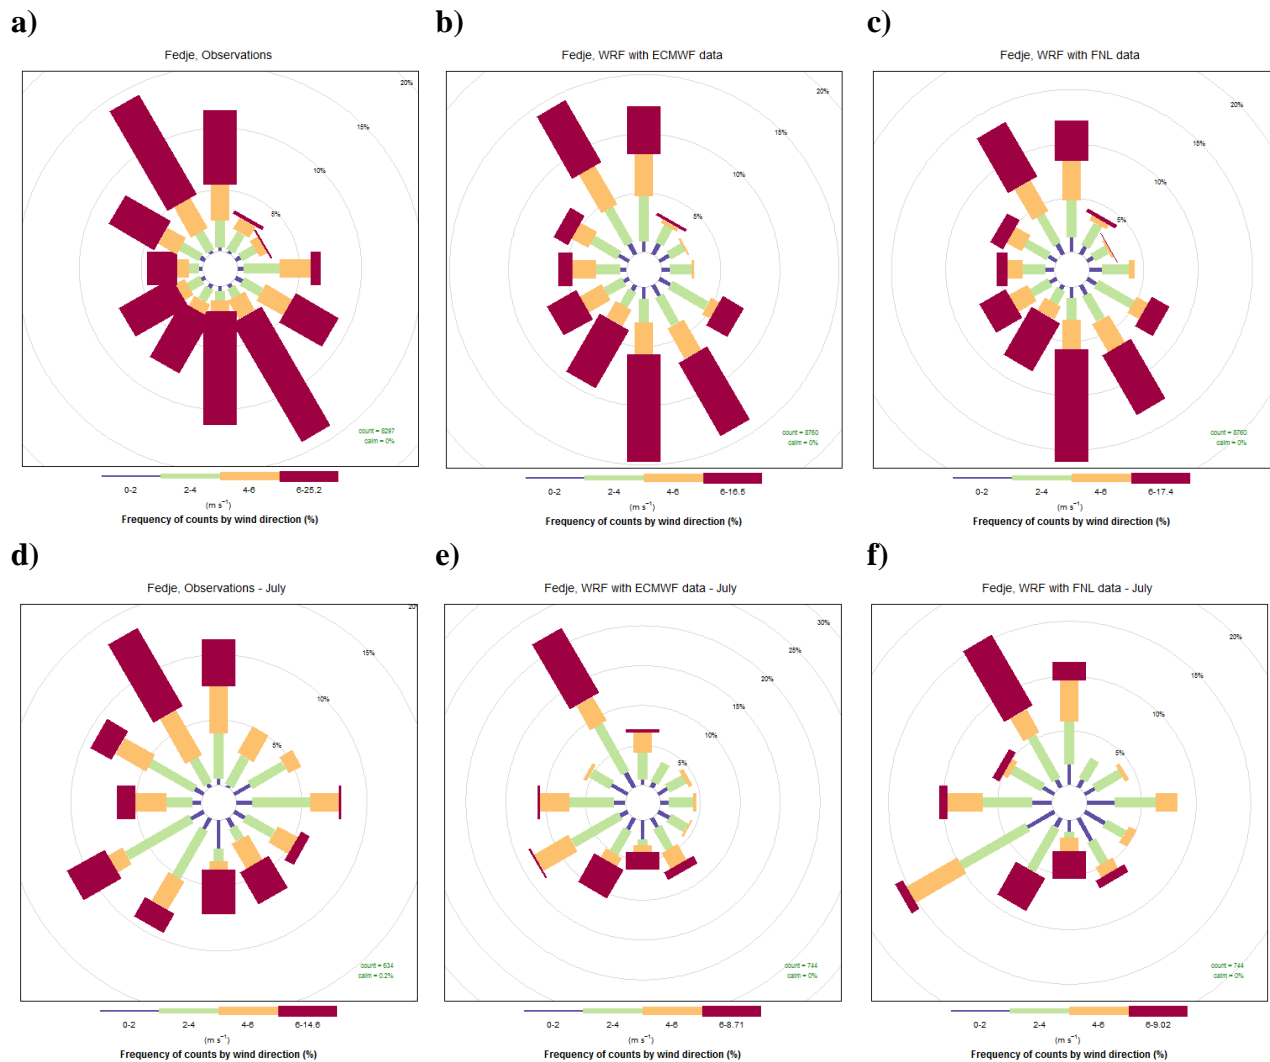 a)
b)
c)
Fedje, Observations
Fedje, WRF with ECMWF data
Fedje, WRF with FNL data
20%
15%
10%
5%
count = 8297
calm = 0%
0-2 2-4 4-6 6-25.2
(m s⁻¹)
Frequency of counts by wind direction (%)
20%
15%
10%
5%
count = 8760
calm = 0%
0-2 2-4 4-6 6-16.5
(m s⁻¹)
Frequency of counts by wind direction (%)
20%
15%
10%
5%
count = 8760
calm = 0%
0-2 2-4 4-6 6-17.4
(m s⁻¹)
Frequency of counts by wind direction (%)
d)
e)
f)
Fedje, Observations - July
Fedje, WRF with ECMWF data - July
Fedje, WRF with FNL data - July
20%
15%
10%
5%
count = 634
calm = 0.2%
0-2 2-4 4-6 6-14.6
(m s⁻¹)
Frequency of counts by wind direction (%)
30%
25%
20%
15%
10%
5%
count = 744
calm = 0%
0-2 2-4 4-6 6-8.71
(m s⁻¹)
Frequency of counts by wind direction (%)
20%
15%
10%
5%
count = 744
calm = 0%
0-2 2-4 4-6 6-9.02
(m s⁻¹)
Frequency of counts by wind direction (%)